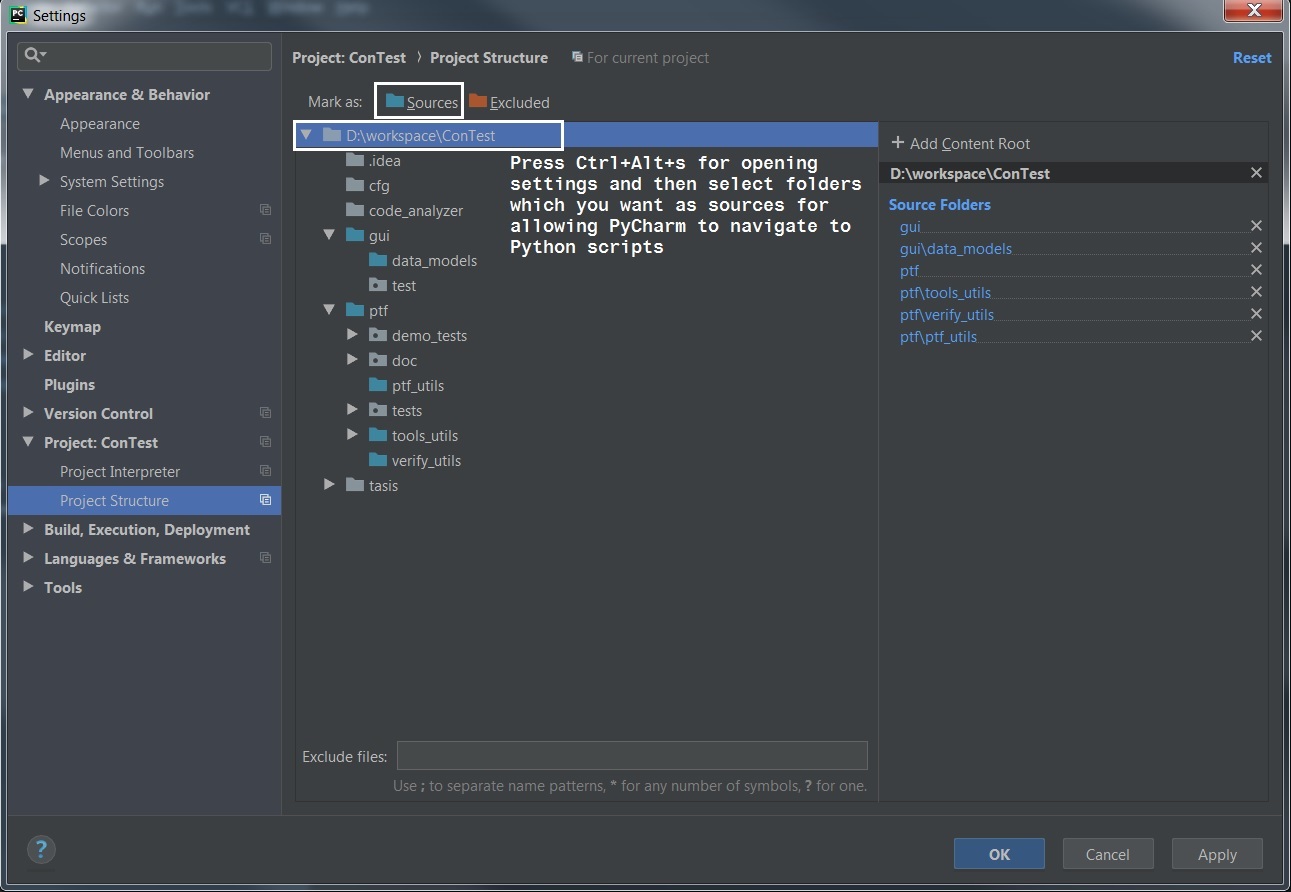 PC Settings
Appearance & Behavior
Appearance
Menus and Toolbars
System Settings
File Colors
Scopes
Notifications
Quick Lists
Keymap
Editor
Plugins
Version Control
Project: ConTest
Project Interpreter
Project Structure
Build, Execution, Deployment
Languages & Frameworks
Tools
Project: ConTest › Project Structure For current project
Reset
Mark as: Sources Excluded
D:\workspace\ConTest
.idea
cfg
code_analyzer
gui
data_models
test
ptf
demo_tests
doc
ptf_utils
tests
tools_utils
verify_utils
tasis
Press Ctrl+Alt+s for opening
settings and then select folders
which you want as sources for
allowing PyCharm to navigate to
Python scripts
+ Add Content Root
D:\workspace\ConTest
Source Folders
gui
gui\data_models
ptf
ptf\tools_utils
ptf\verify_utils
ptf\ptf_utils
Exclude files:
Use ; to separate name patterns, * for any number of symbols, ? for one.
?
OK Cancel Apply